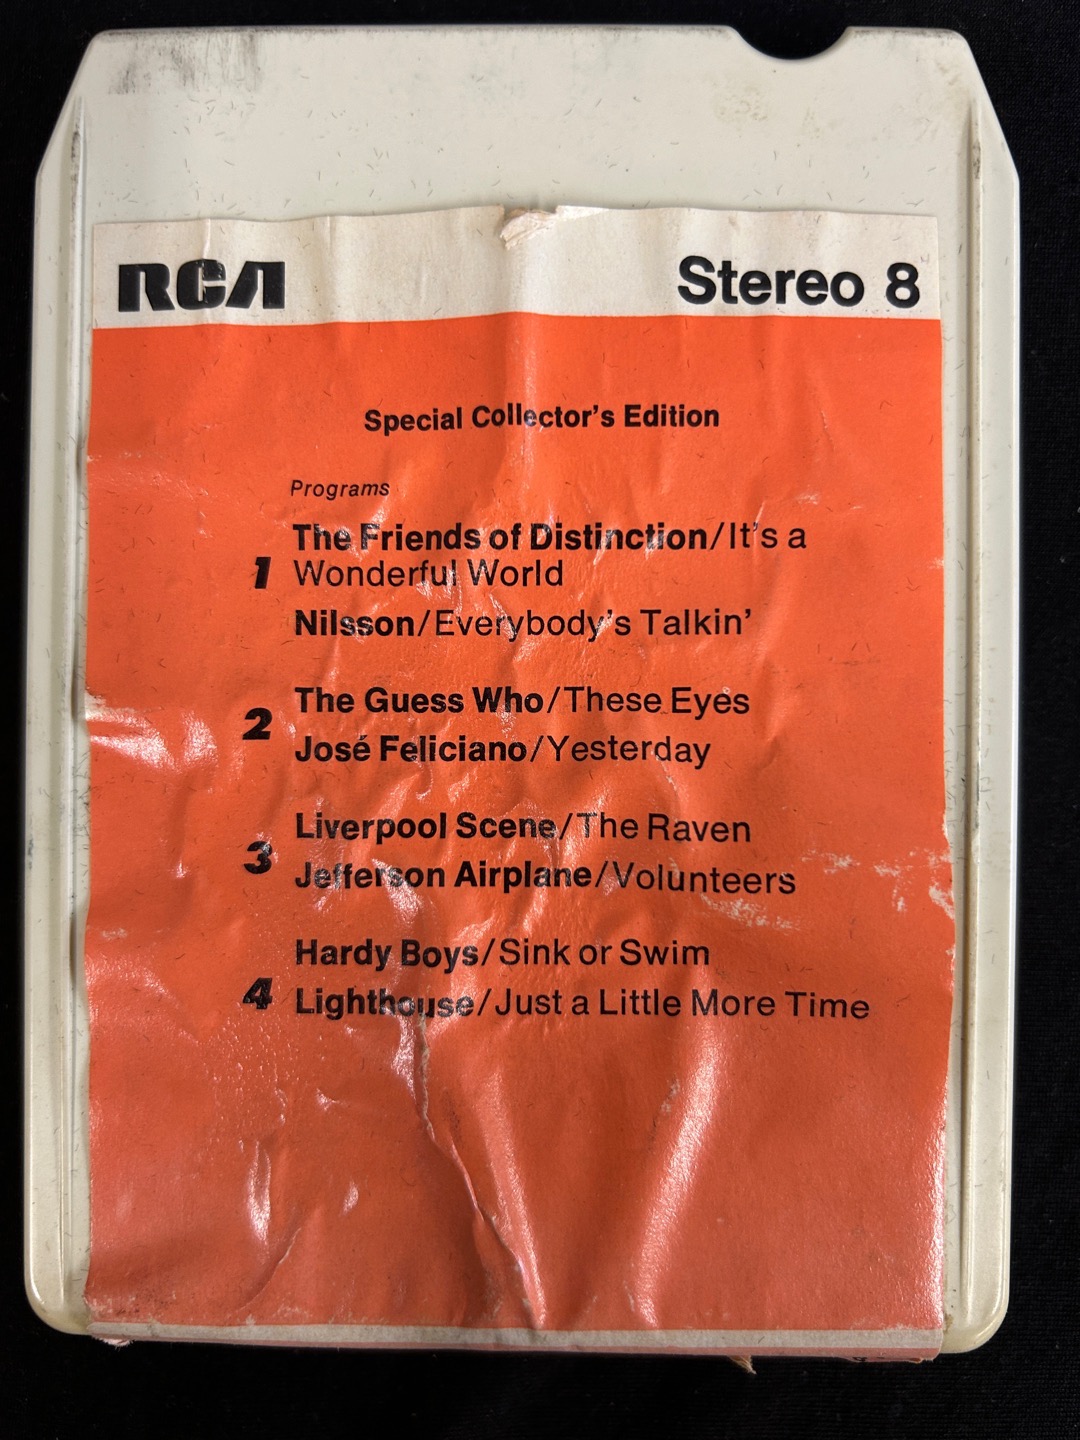 RCA Stereo 8
Special Collector's Edition
Programs
1 The Friends of Distinction/It's a
Wonderful World
Nilsson/Everybody's Talkin'
2 The Guess Who/These Eyes
José Feliciano/Yesterday
3 Liverpool Scene/The Raven
Jefferson Airplane/Volunteers
4 Hardy Boys/Sink or Swim
Lighthouse/Just a Little More Time